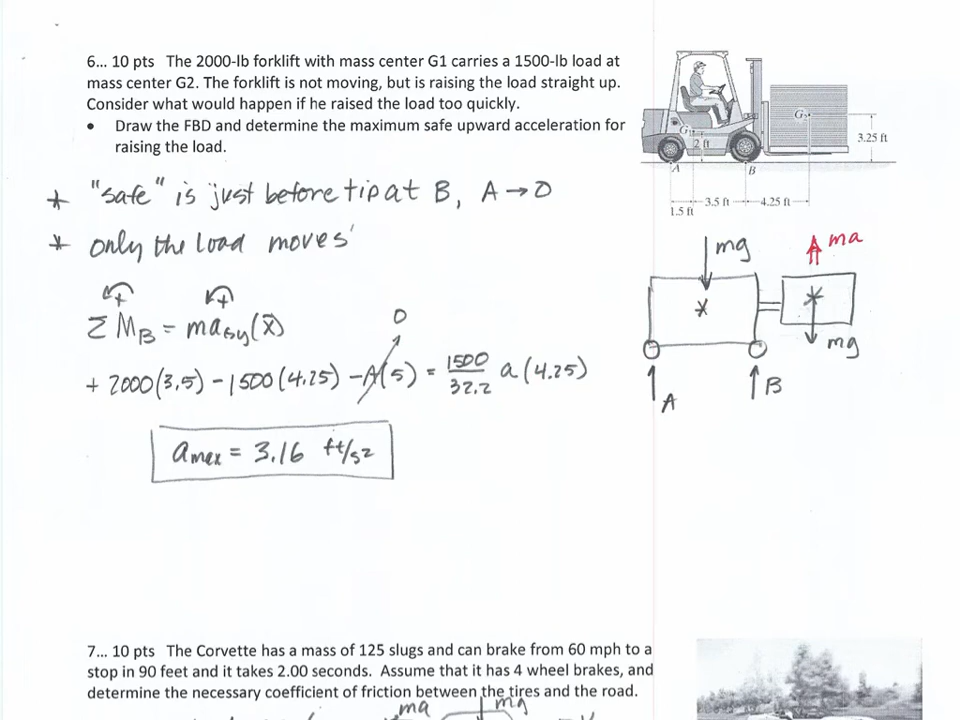 6... 10 pts The 2000-lb forklift with mass center G1 carries a 1500-lb load at
mass center G2. The forklift is not moving, but is raising the load straight up.
Consider what would happen if he raised the load too quickly.
• Draw the FBD and determine the maximum safe upward acceleration for
raising the load.
G1
G2
2 ft
3.25 ft
A
B
1.5 ft
3.5 ft
4.25 ft
* "safe" is just before tip at B, A → 0
* only the load moves
mg
ma
mg
A
B
Σ M_B = ma_Gy (x̄)
0
+ 2000(3.5) - 1500(4.25) - A(5) = 1500/32.2 a (4.25)
a max = 3.16 ft/s2
7... 10 pts The Corvette has a mass of 125 slugs and can brake from 60 mph to a
stop in 90 feet and it takes 2.00 seconds. Assume that it has 4 wheel brakes, and
determine the necessary coefficient of friction between the tires and the road.
ma
mg